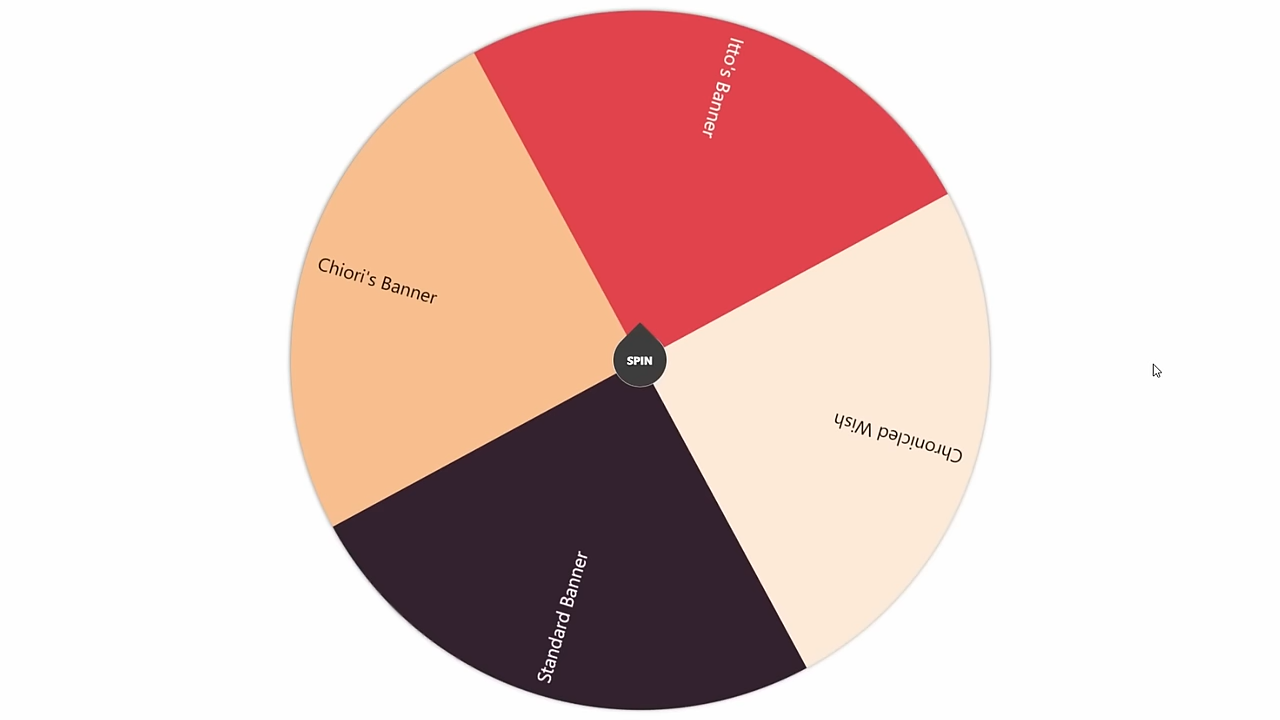 Itto's Banner
Chiori's Banner
SPIN
Chronicled Wish
Standard Banner